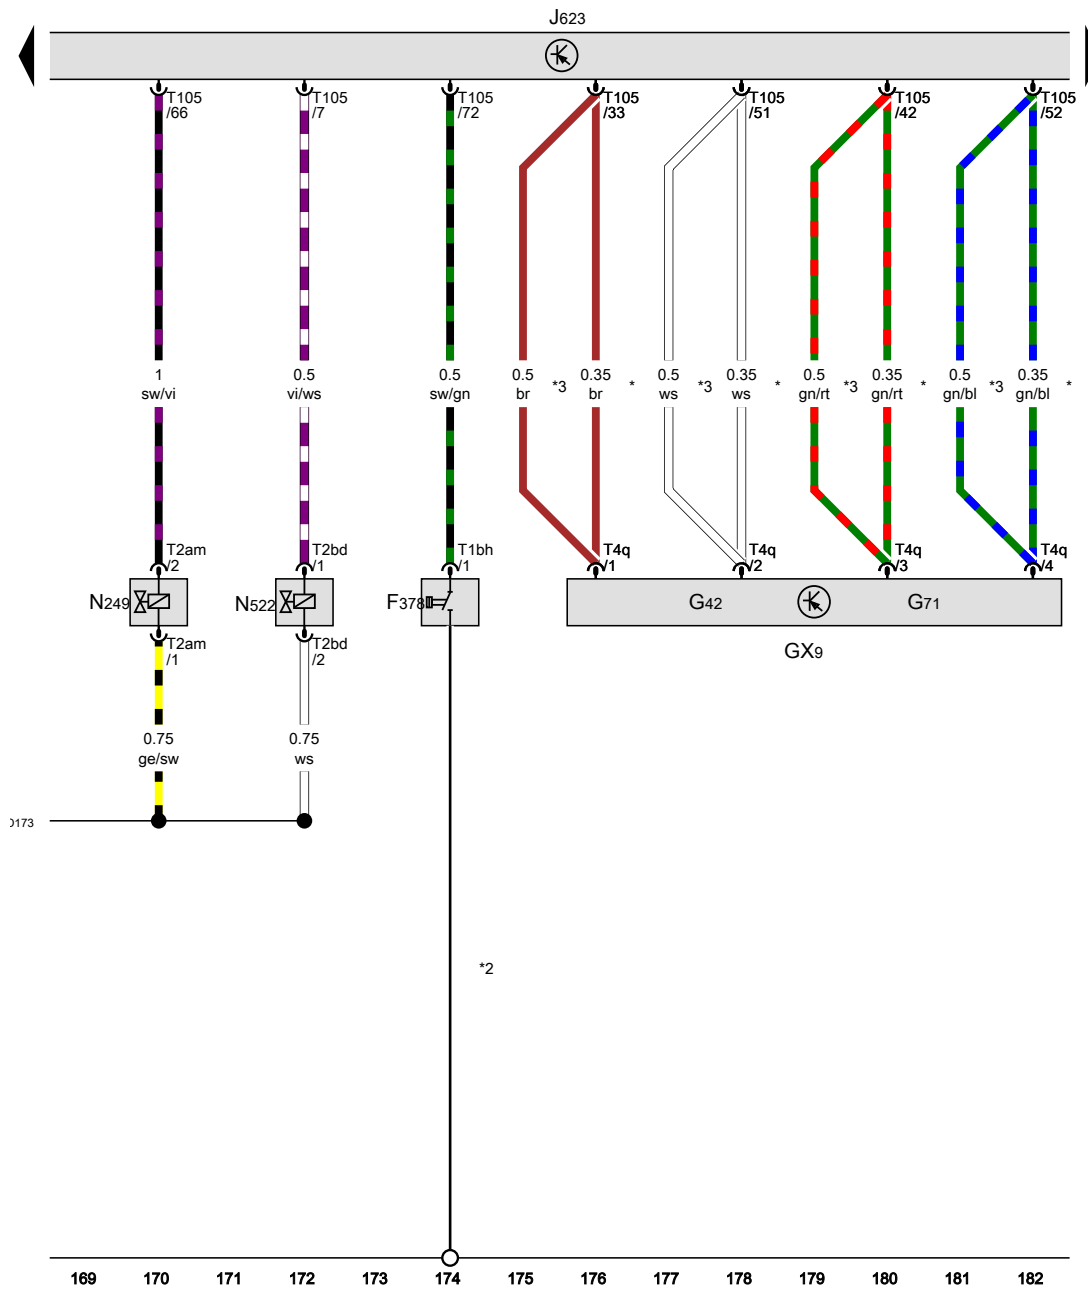 J623
T105 T105 T105 T105 T105 T105 T105
/66 /7 /72 /33 /51 /42 /52
1 0.5 0.5 0.5 *3 0.35 * 0.5 *3 0.35 * 0.5 *3 0.35 * 0.5 *3 0.35 *
sw/vi vi/ws sw/gn br br ws ws gn/rt gn/rt gn/bl gn/bl
T2am T2bd T1bh T4q T4q T4q T4q
/2 /1 /1 /1 /2 /3 /4
N249 N522 F378 G42 G71
T2am T2bd GX9
/1 /2
0.75 0.75
ge/sw ws
173
*2
169 170 171 172 173 174 175 176 177 178 179 180 181 182